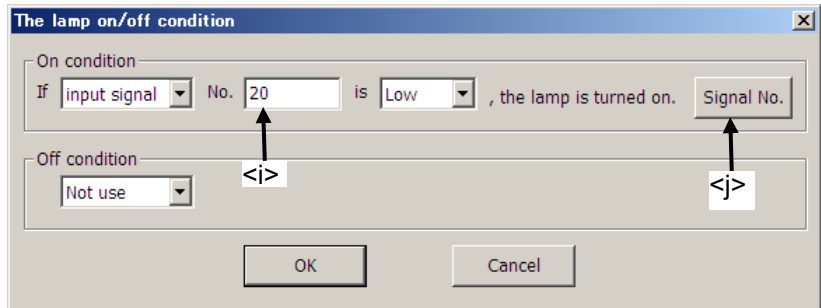 The lamp on/off condition
On condition
If input signal No. 20 is Low , the lamp is turned on. Signal No.
<i>
<j>
Off condition
Not use
OK Cancel